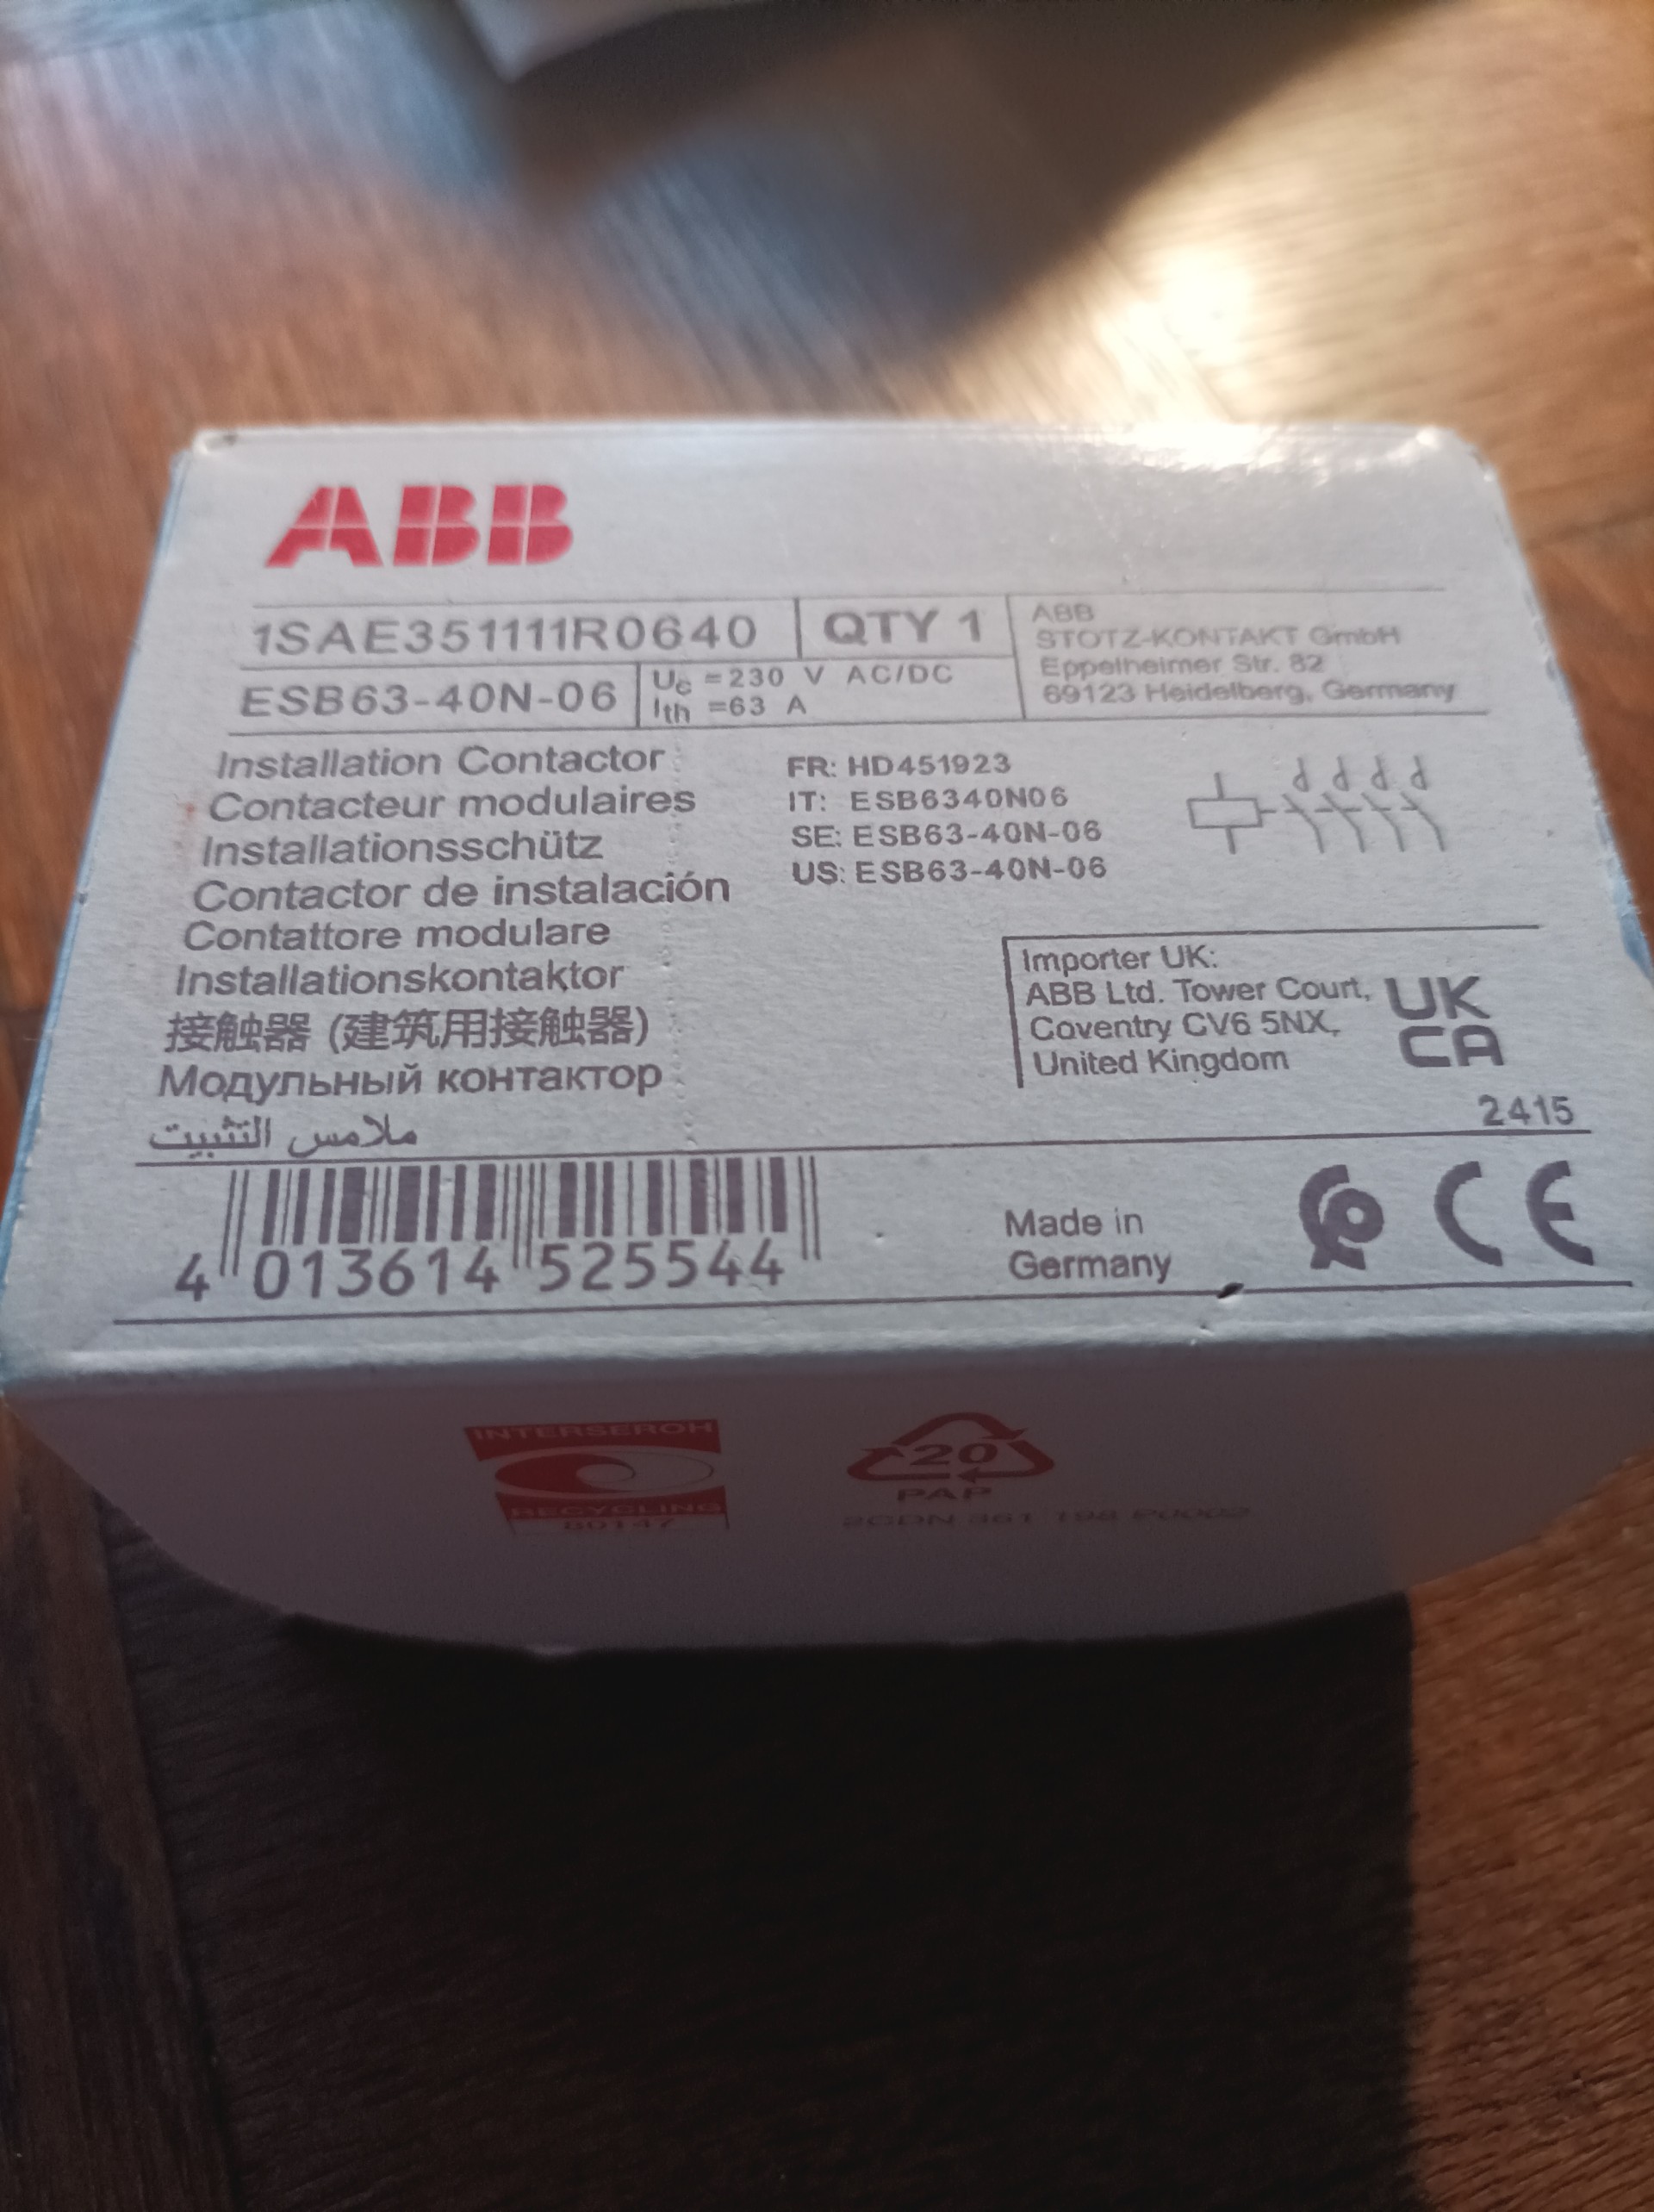 ABB
1SAE351111R0640
QTY 1
ABB
STOTZ-KONTAKT GmbH
Eppelheimer Str. 82
69123 Heidelberg, Germany
ESB63-40N-06
Uc =230 V AC/DC
Ith =63 A
Installation Contactor
Contacteur modulaires
Installationsschütz
Contactor de instalación
Contattore modulare
Installationskontaktor
接触器 (建筑用接触器)
Модульный контактор
ملامس التثبيت
FR: HD451923
IT: ESB6340N06
SE: ESB63-40N-06
US: ESB63-40N-06
Importer UK:
ABB Ltd. Tower Court,
Coventry CV6 5NX,
United Kingdom
UK
CA
2415
4 013614 525544
Made in
Germany
CE
INTERSEROH
RECYCLING
80147
20
PAP